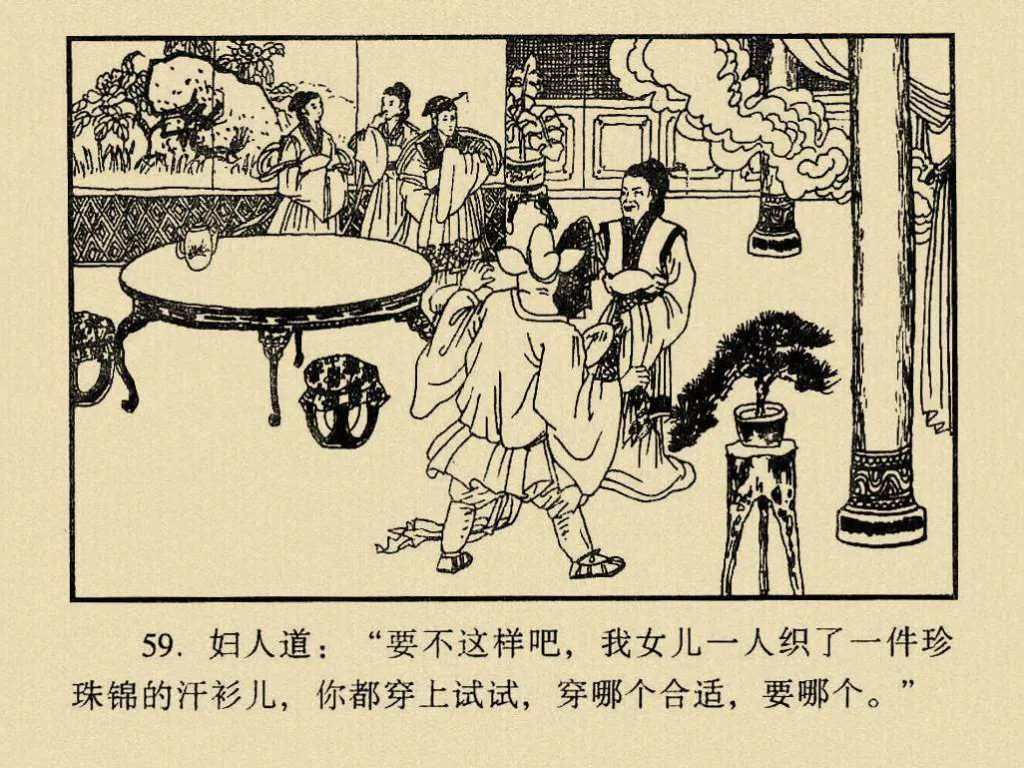 59. 妇人道：“要不这样吧，我女儿一人织了一件珍
珠锦的汗衫儿，你都穿上试试，穿哪个合适，要哪个。”